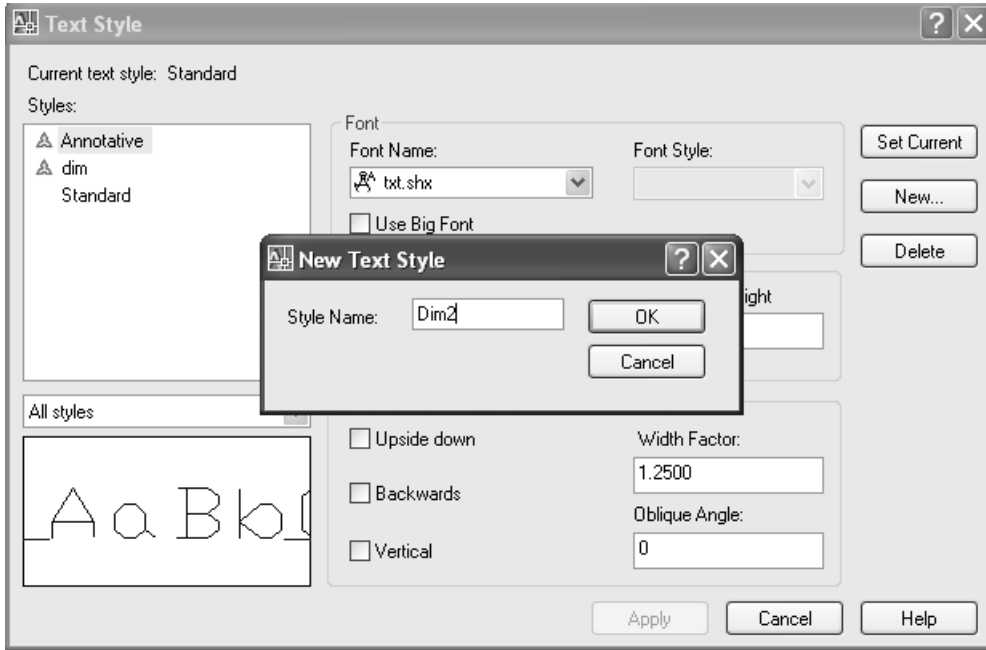 Text Style
Current text style: Standard
Styles:
Annotative
dim
Standard
Font
Font Name:
Font Style:
txt.shx
Use Big Font
Set Current
New...
Delete
New Text Style
Style Name:
Dim2
OK
Cancel
ight
All styles
Aa Bb
Upside down
Backwards
Vertical
Width Factor:
1.2500
Oblique Angle:
0
Apply
Cancel
Help